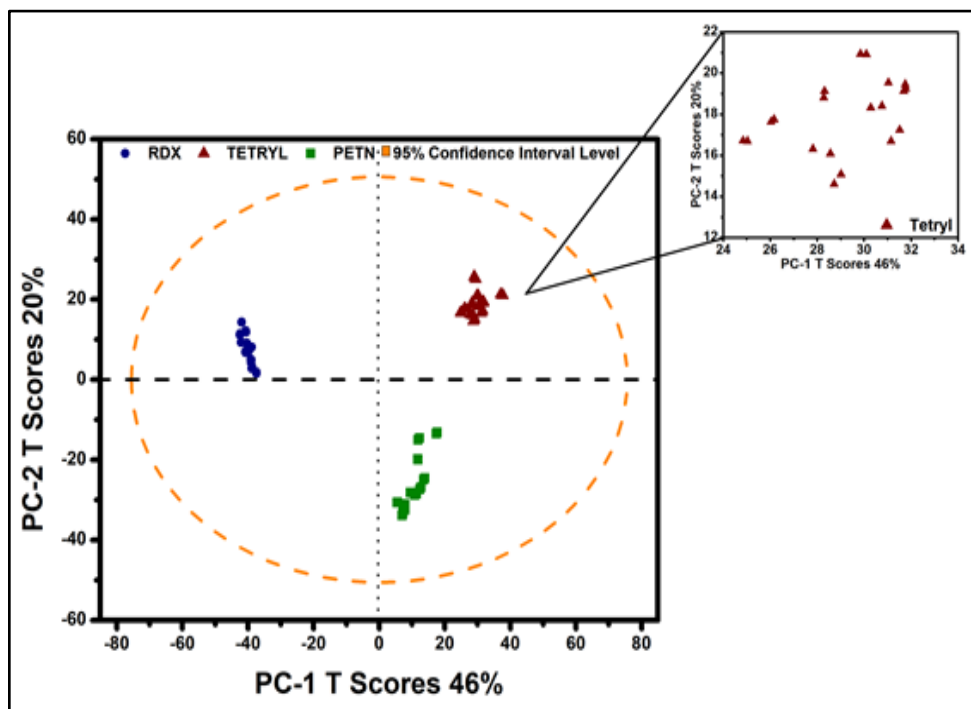 22
20
18
16
14
12
PC-2 T Scores 20%
Tetryl
24 26 28 30 32 34
PC-1 T Scores 46%
RDX TETRYL PETN 95% Confidence Interval Level
60
40
20
0
-20
-40
-60
PC-2 T Scores 20%
-80 -60 -40 -20 0 20 40 60 80
PC-1 T Scores 46%